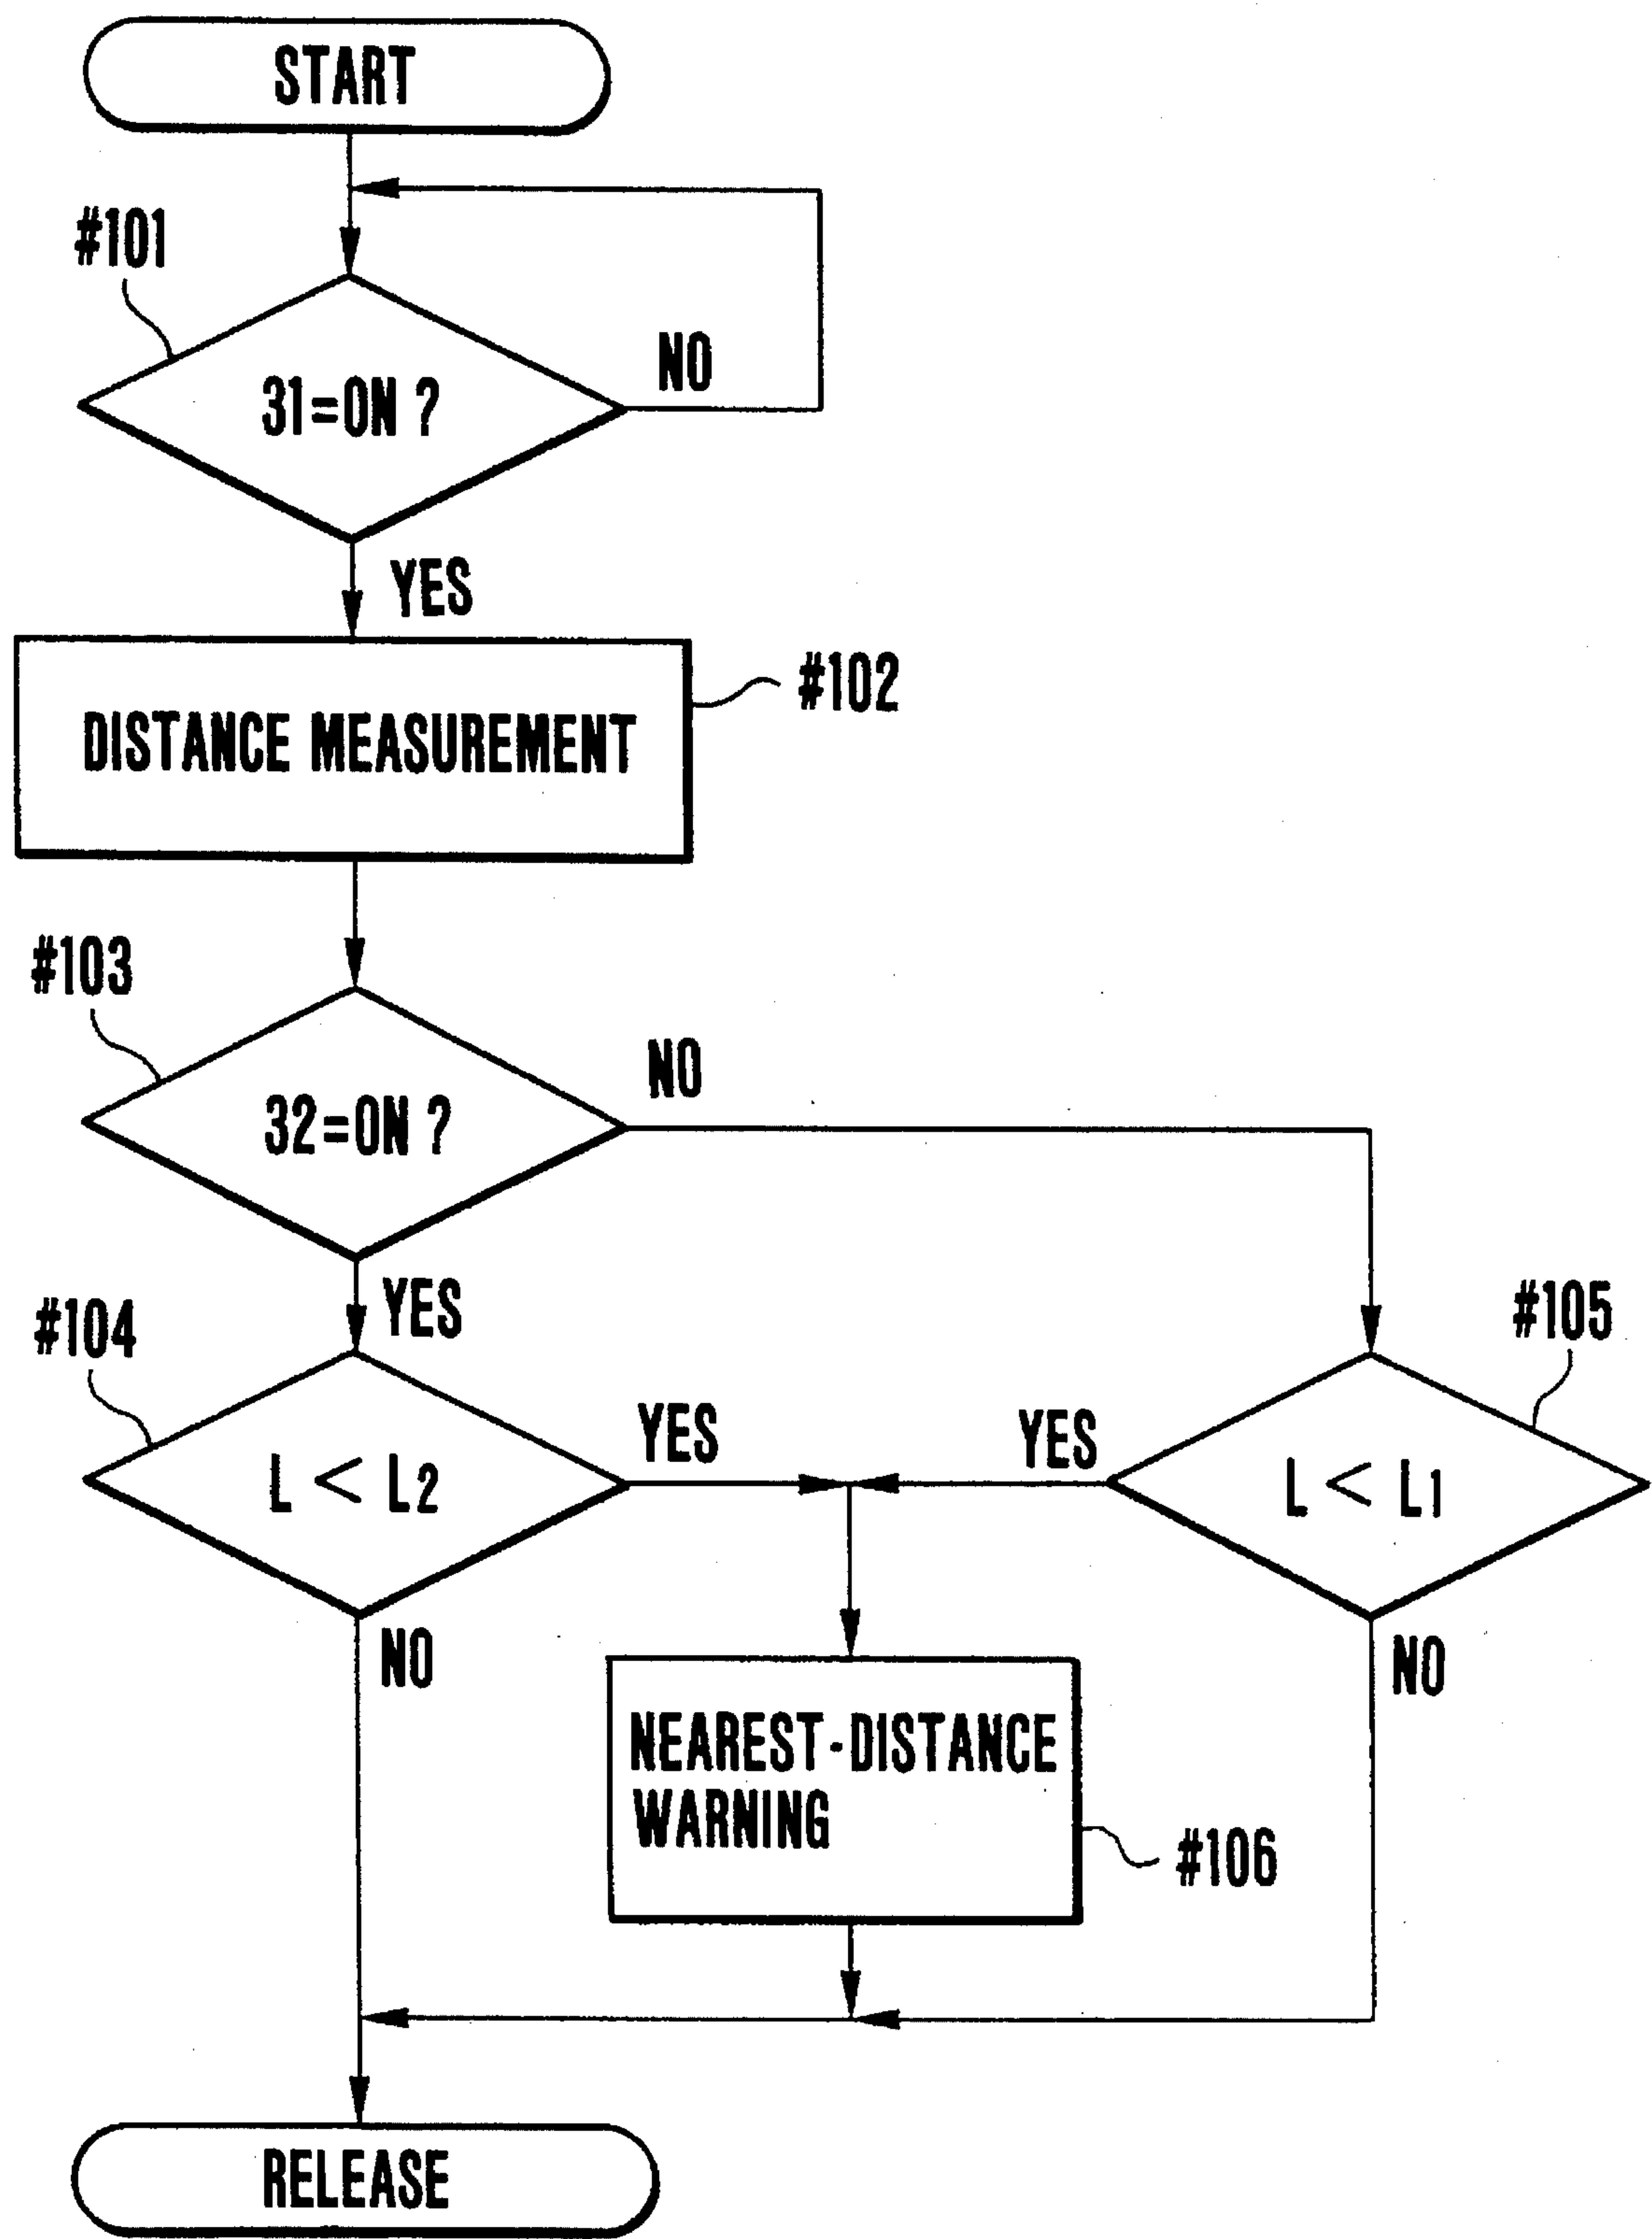 START
#101
NO
31=ON ?
YES
#102
DISTANCE MEASUREMENT
#103
NO
32=ON ?
YES
#104
#105
YES
YES
L < L2
L < L1
NO
NO
NEAREST-DISTANCE
WARNING
#106
RELEASE